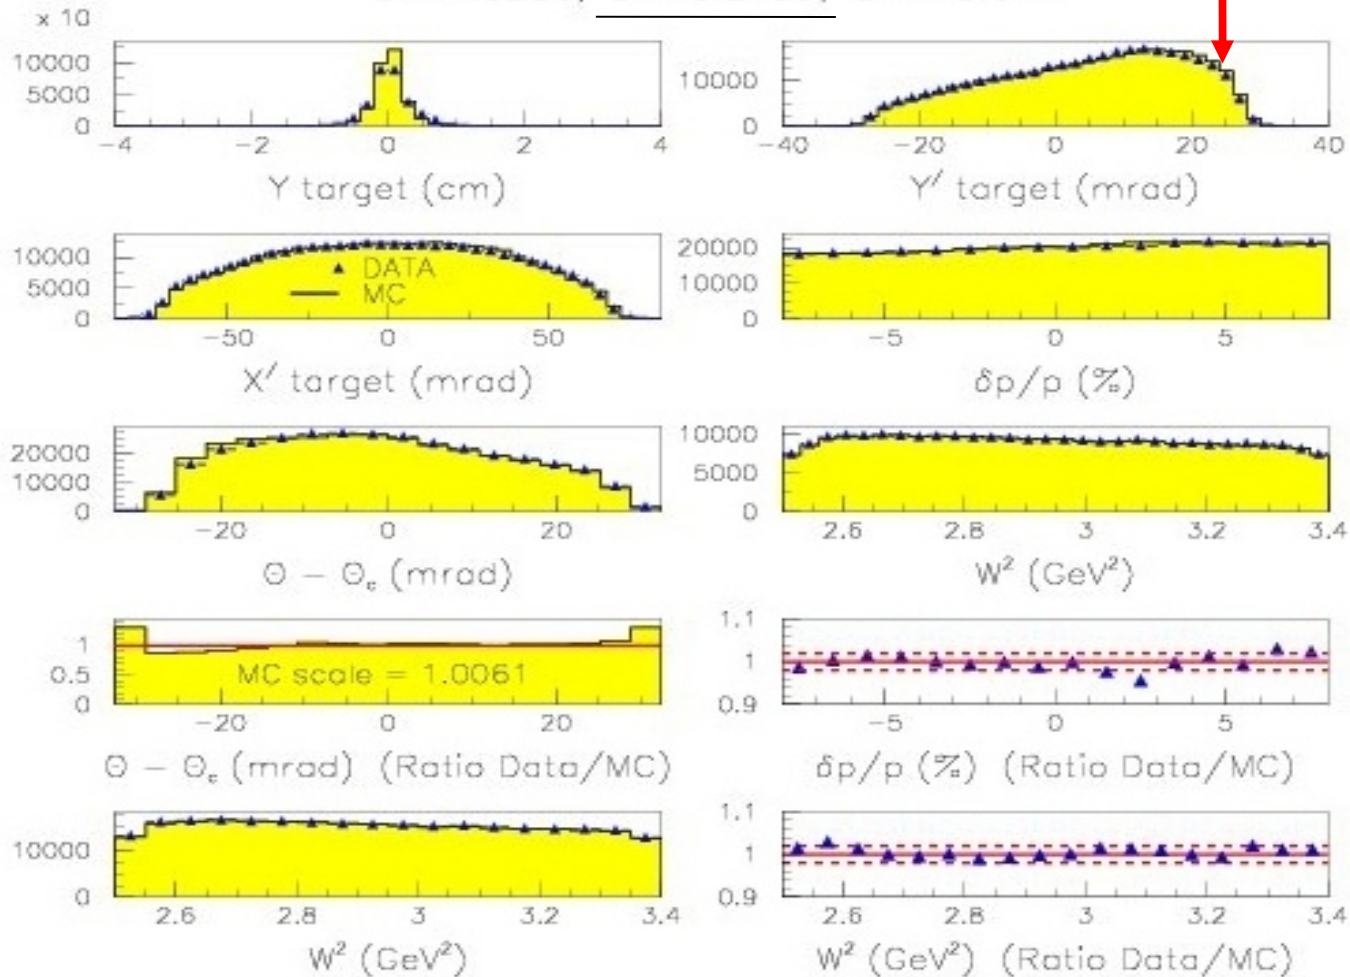 x 10
10000
5000
0
-4 -2 0 2 4
Y target (cm)
10000
0
-40 -20 0 20 40
Y′ target (mrad)
10000
5000
0
DATA
MC
-50 0 50
X′ target (mrad)
20000
10000
0
-5 0 5
δp/p (%)
20000
10000
0
-20 0 20
Θ - Θc (mrad)
10000
5000
0
2.6 2.8 3 3.2 3.4
W² (GeV²)
1
0.5
0
MC scale = 1.0061
-20 0 20
Θ - Θc (mrad) (Ratio Data/MC)
1.1
1
0.9
-5 0 5
δp/p (%) (Ratio Data/MC)
10000
0
2.6 2.8 3 3.2 3.4
W² (GeV²)
1.1
1
0.9
2.6 2.8 3 3.2 3.4
W² (GeV²) (Ratio Data/MC)